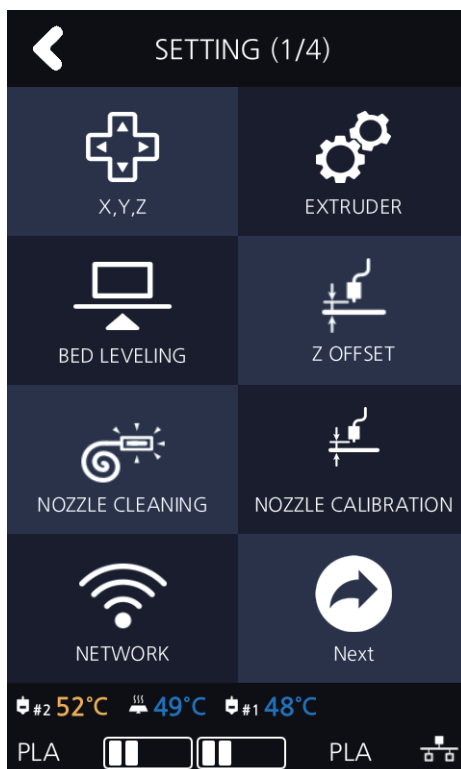 SETTING (1/4)
X,Y,Z
EXTRUDER
BED LEVELING
Z OFFSET
NOZZLE CLEANING
NOZZLE CALIBRATION
NETWORK
Next
#2 52°C 49°C #1 48°C
PLA PLA